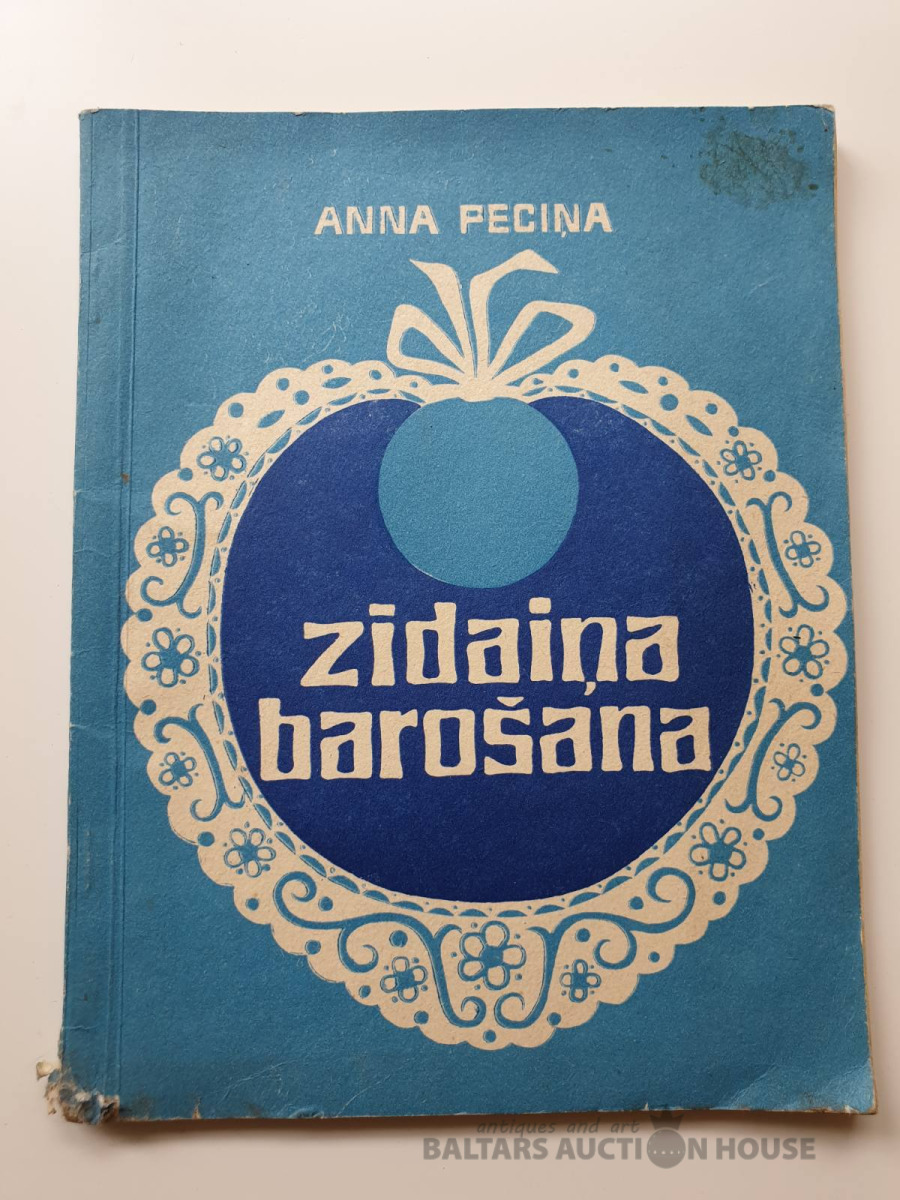 ANNA PECIŅA
zīdaiņa
barošana
antiques and art
BALTARS AUCTION HOUSE